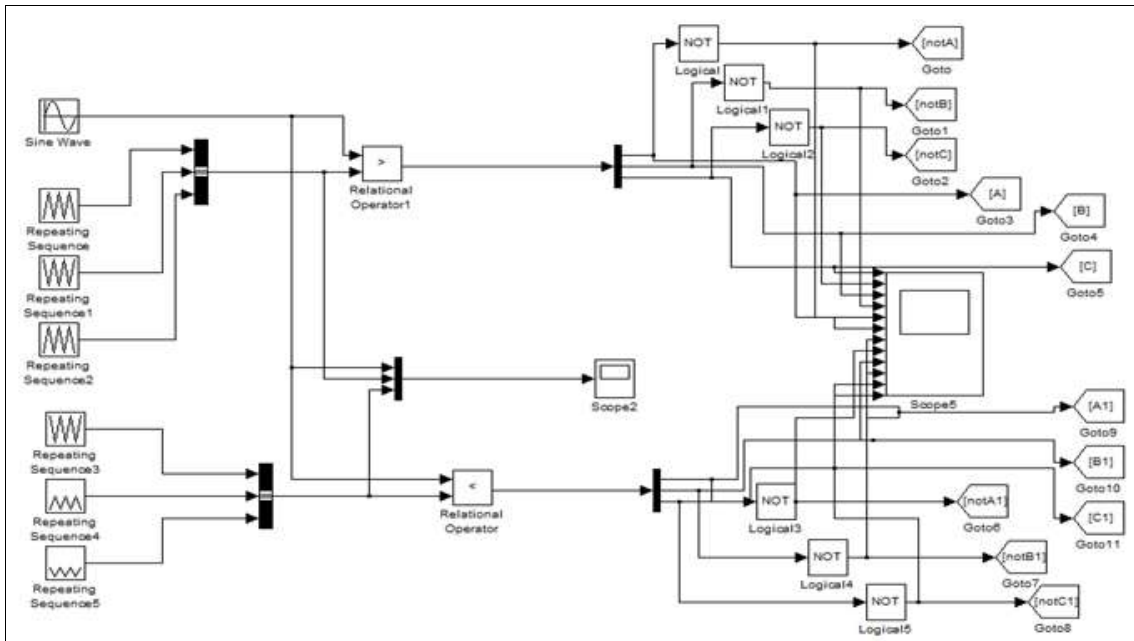 NOT
Logical
[notA]
Goto
NOT
Logical1
[notB]
Goto1
NOT
Logical2
[notC]
Goto2
Sine Wave
>
Relational
Operator1
[A]
Goto3
[B]
Goto4
[C]
Goto5
Repeating
Sequence
Repeating
Sequence1
Repeating
Sequence2
Scope2
Scope5
[A1]
Goto9
Repeating
Sequence3
[B1]
Goto10
<
Relational
Operator
NOT
Logical3
[notA1]
Goto6
[C1]
Goto11
Repeating
Sequence4
NOT
Logical4
[notB1]
Goto7
Repeating
Sequence5
NOT
Logical5
[notC1]
Goto8